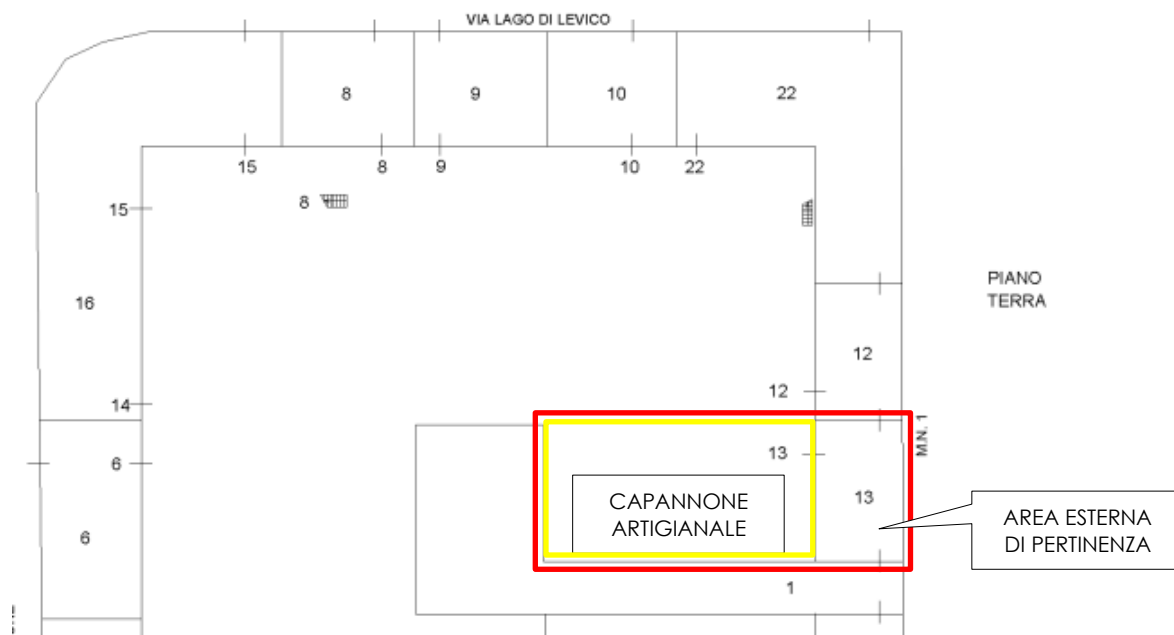 VIA LAGO DI LEVICO
8
9
10
22
15
8
9
10
22
8
15
16
PIANO
TERRA
12
12
14
M.N. 1
6
13
13
CAPANNONE
ARTIGIANALE
AREA ESTERNA
DI PERTINENZA
6
1